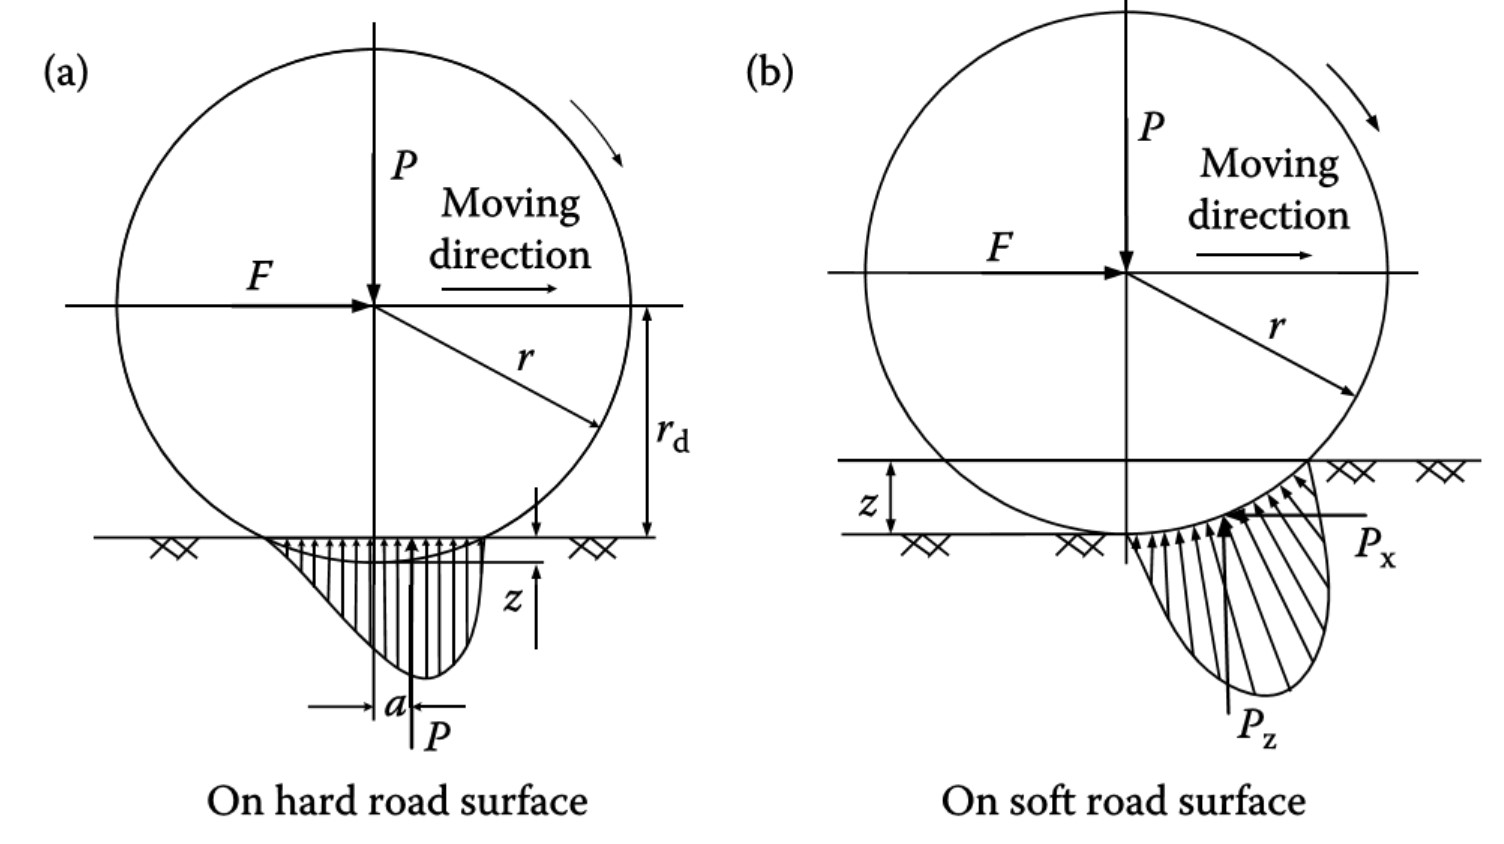 (a)
P
Moving
direction
F
r
r_d
z
a
P
On hard road surface
(b)
P
Moving
direction
F
r
z
P_x
P_z
On soft road surface